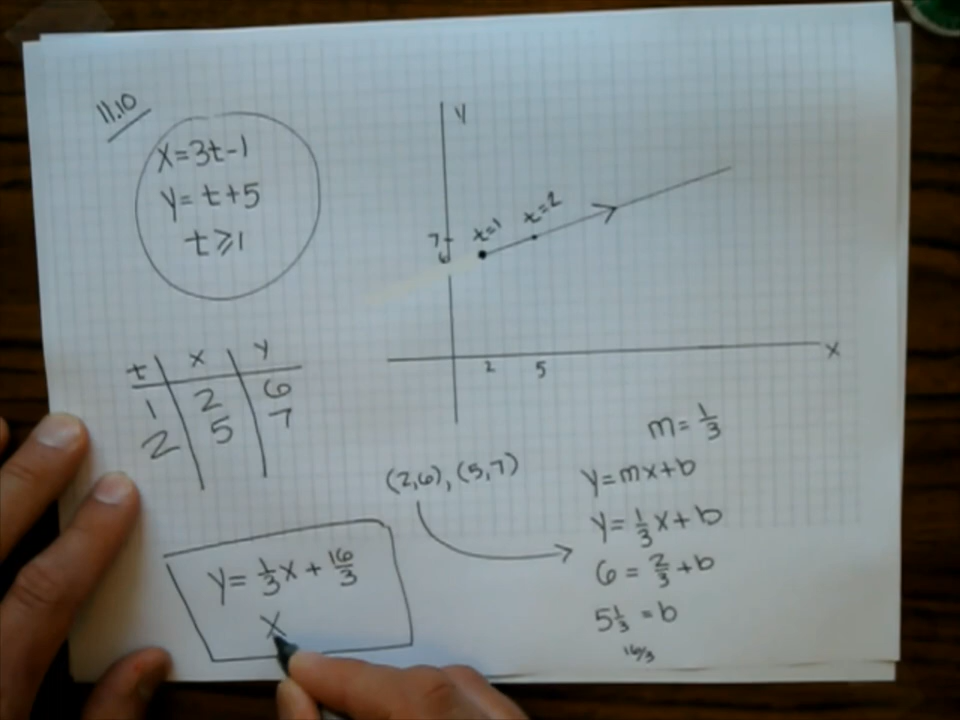 11.10
x=3t-1
y=t+5
t≥1
y
7
6
t=1
t=2
x
2
5
t x y
1 2 6
2 5 7
(2,6), (5,7)
m=1/3
y=mx+b
y=1/3x+b
6=2/3+b
5 1/3=b
16/3
y=1/3x+16/3
x